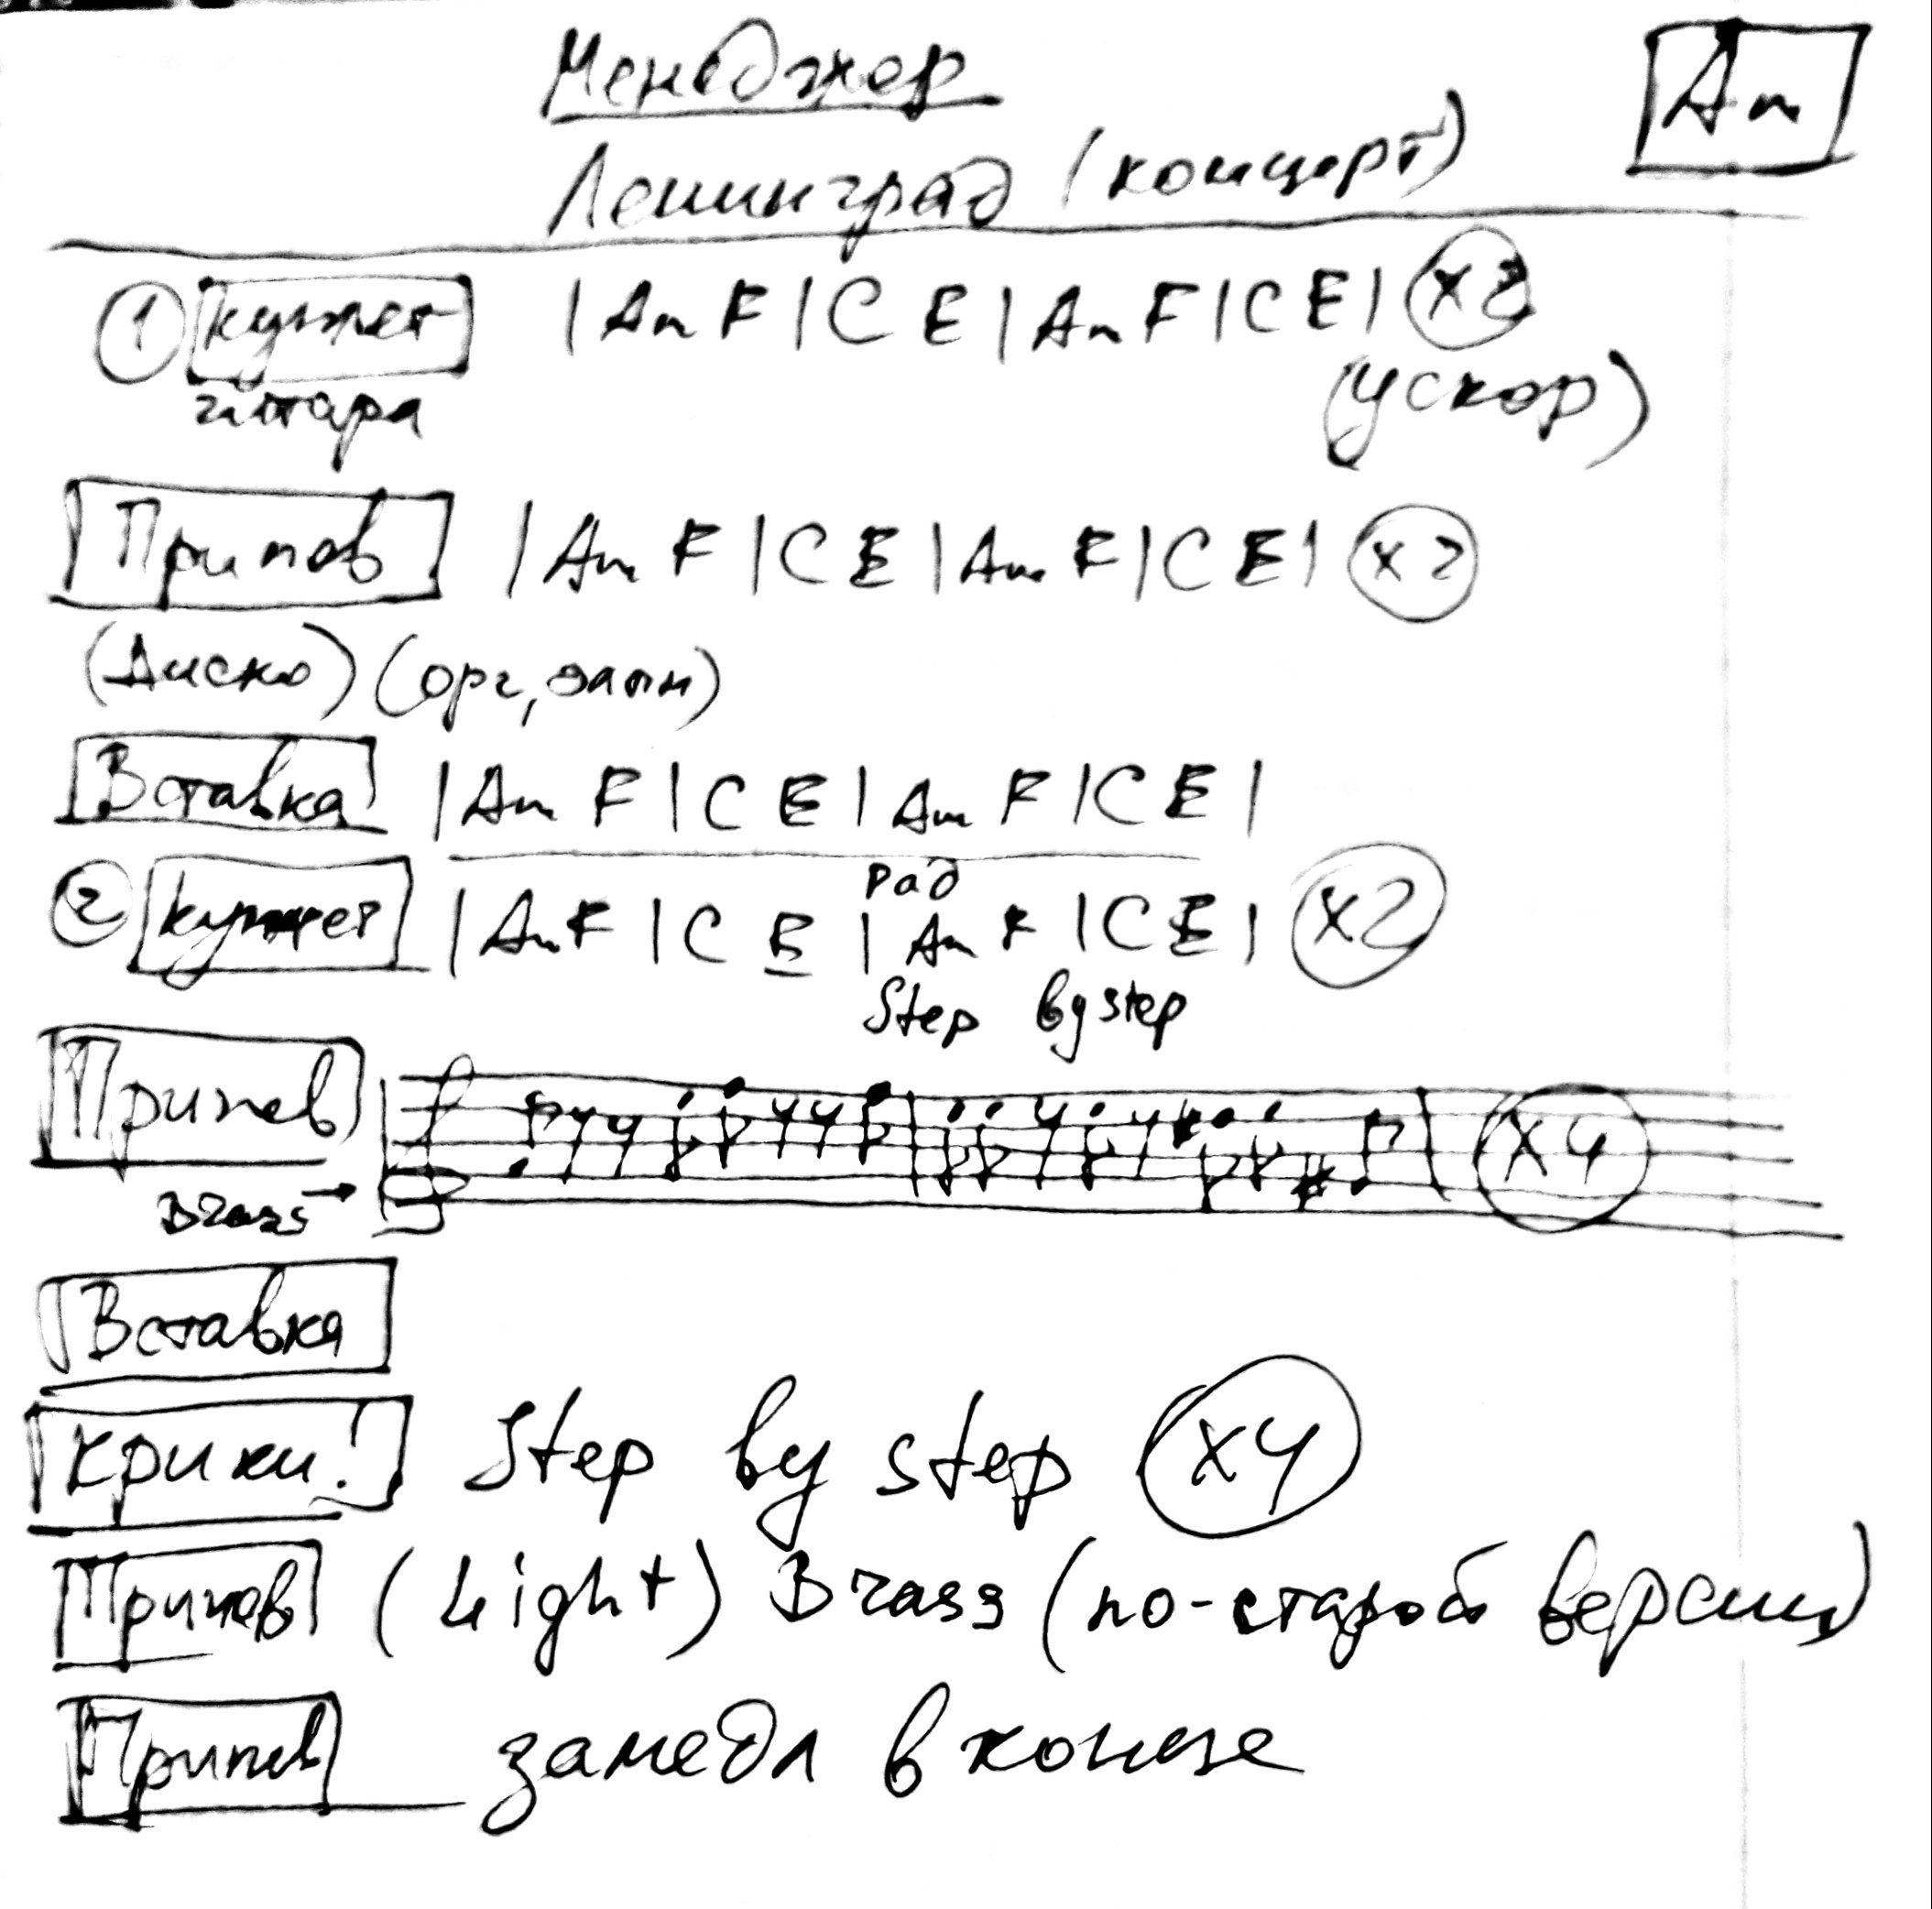 Менеджер
Am
Ленинград (концерт)
① Куплет | Am F | C E | Am F | C E | x2
гитара (ускор)
Припев | Am F | C E | Am F | C E | x2
(Диско) (орг,
Вставка | Am F | C E | Am F | C E |
Pad
② Куплет | Am F | C E | Am F | C E | x2
Step by step
Припев x4
Brass →
Вставка
Крики! Step by step x4
Припев (Light) Brass (по-старой версии)
Припев замедл в конце